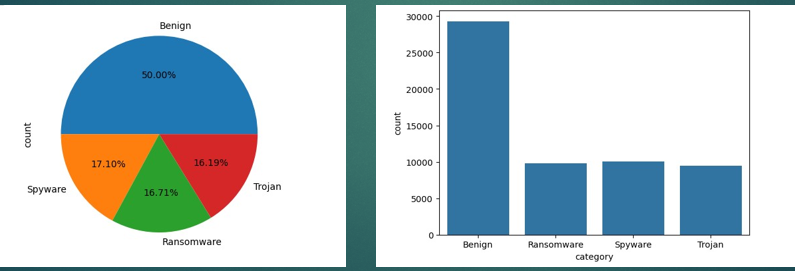 Benign
50.00%
count
17.10%
16.19%
Spyware
16.71%
Trojan
Ransomware
30000
25000
20000
15000
10000
5000
0
count
Benign Ransomware Spyware Trojan
category